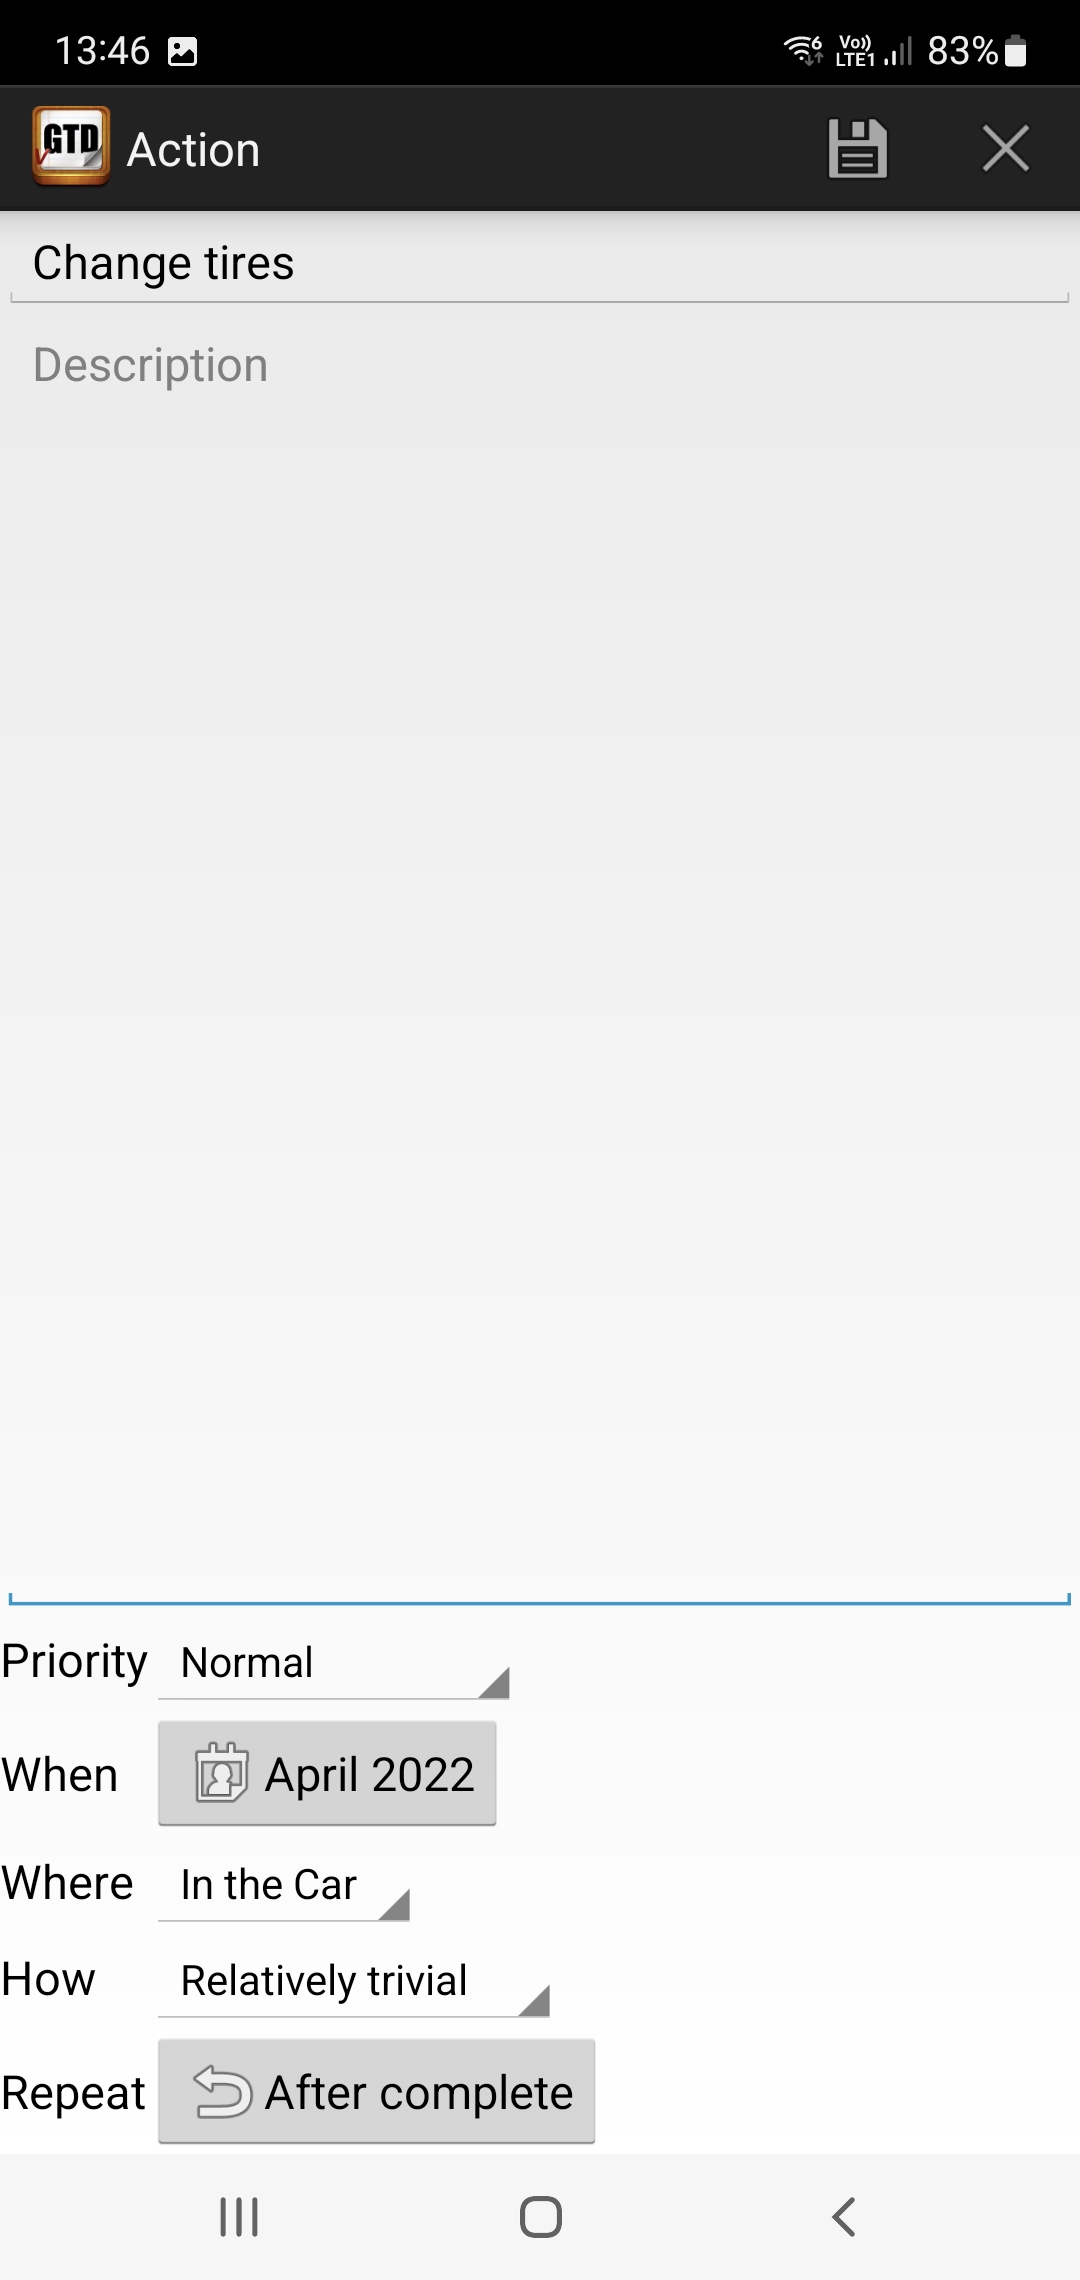 13:46 6 Vo)) LTE1 83%
GTD Action
Change tires
Description
Priority Normal
When April 2022
Where In the Car
How Relatively trivial
Repeat After complete